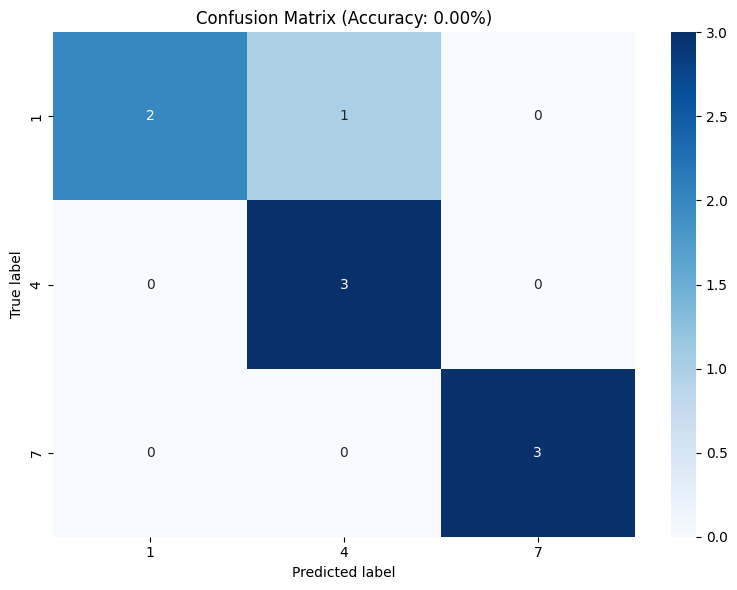 Confusion Matrix (Accuracy: 0.00%)
3.0
1 2 1 0
2.5
2.0
True label
4 0 3 0
1.5
1.0
7 0 0 3
0.5
0.0
1 4 7
Predicted label